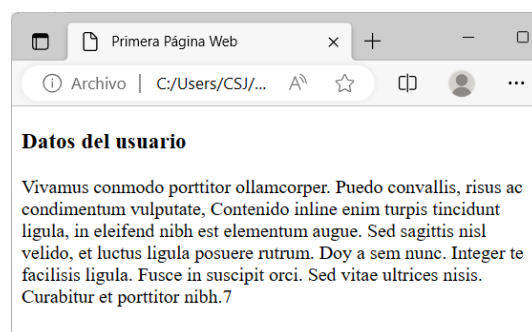 Primera Página Web
Archivo | C:/Users/CSJ/...
Datos del usuario
Vivamus conmodo porttitor ollamcorper. Puedo convallis, risus ac
condimentum vulputate, Contenido inline enim turpis tincidunt
ligula, in eleifend nibh est elementum augue. Sed sagittis nisl
velido, et luctus ligula posuere rutrum. Doy a sem nunc. Integer te
facilisis ligula. Fusce in suscipit orci. Sed vitae ultrices nisis.
Curabitur et porttitor nibh.7